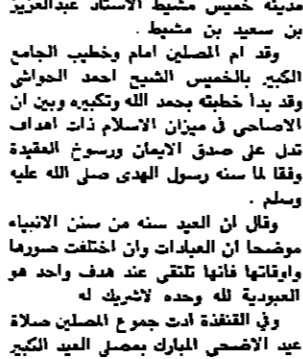 مدينة خميس مشيط الاستاذ عبدالعزيز
بن سعيد بن مشيط .
وقد ام المصلين امام وخطيب الجامع
الكبير بالخميس الشيخ احمد الحواشي
وقد بدأ خطبته بحمد الله وتكبيره وبين ان
الاضاحي في ميزان الاسلام ذات اهداف
تدل على صدق الايمان ورسوخ العقيدة
وفقا لما سنه رسول الهدى صلى الله عليه
وسلم .
وقال ان العيد سنه من سنن الانبياء
موضحا ان العبادات وان اختلفت صورها
واوقاتها فانها تلتقي عند هدف واحد هو
العبودية لله وحده لاشريك له
وفي القنفذة ادت جموع المصلين صلاة
عيد الاضحى المبارك بمصلى العيد الكبير